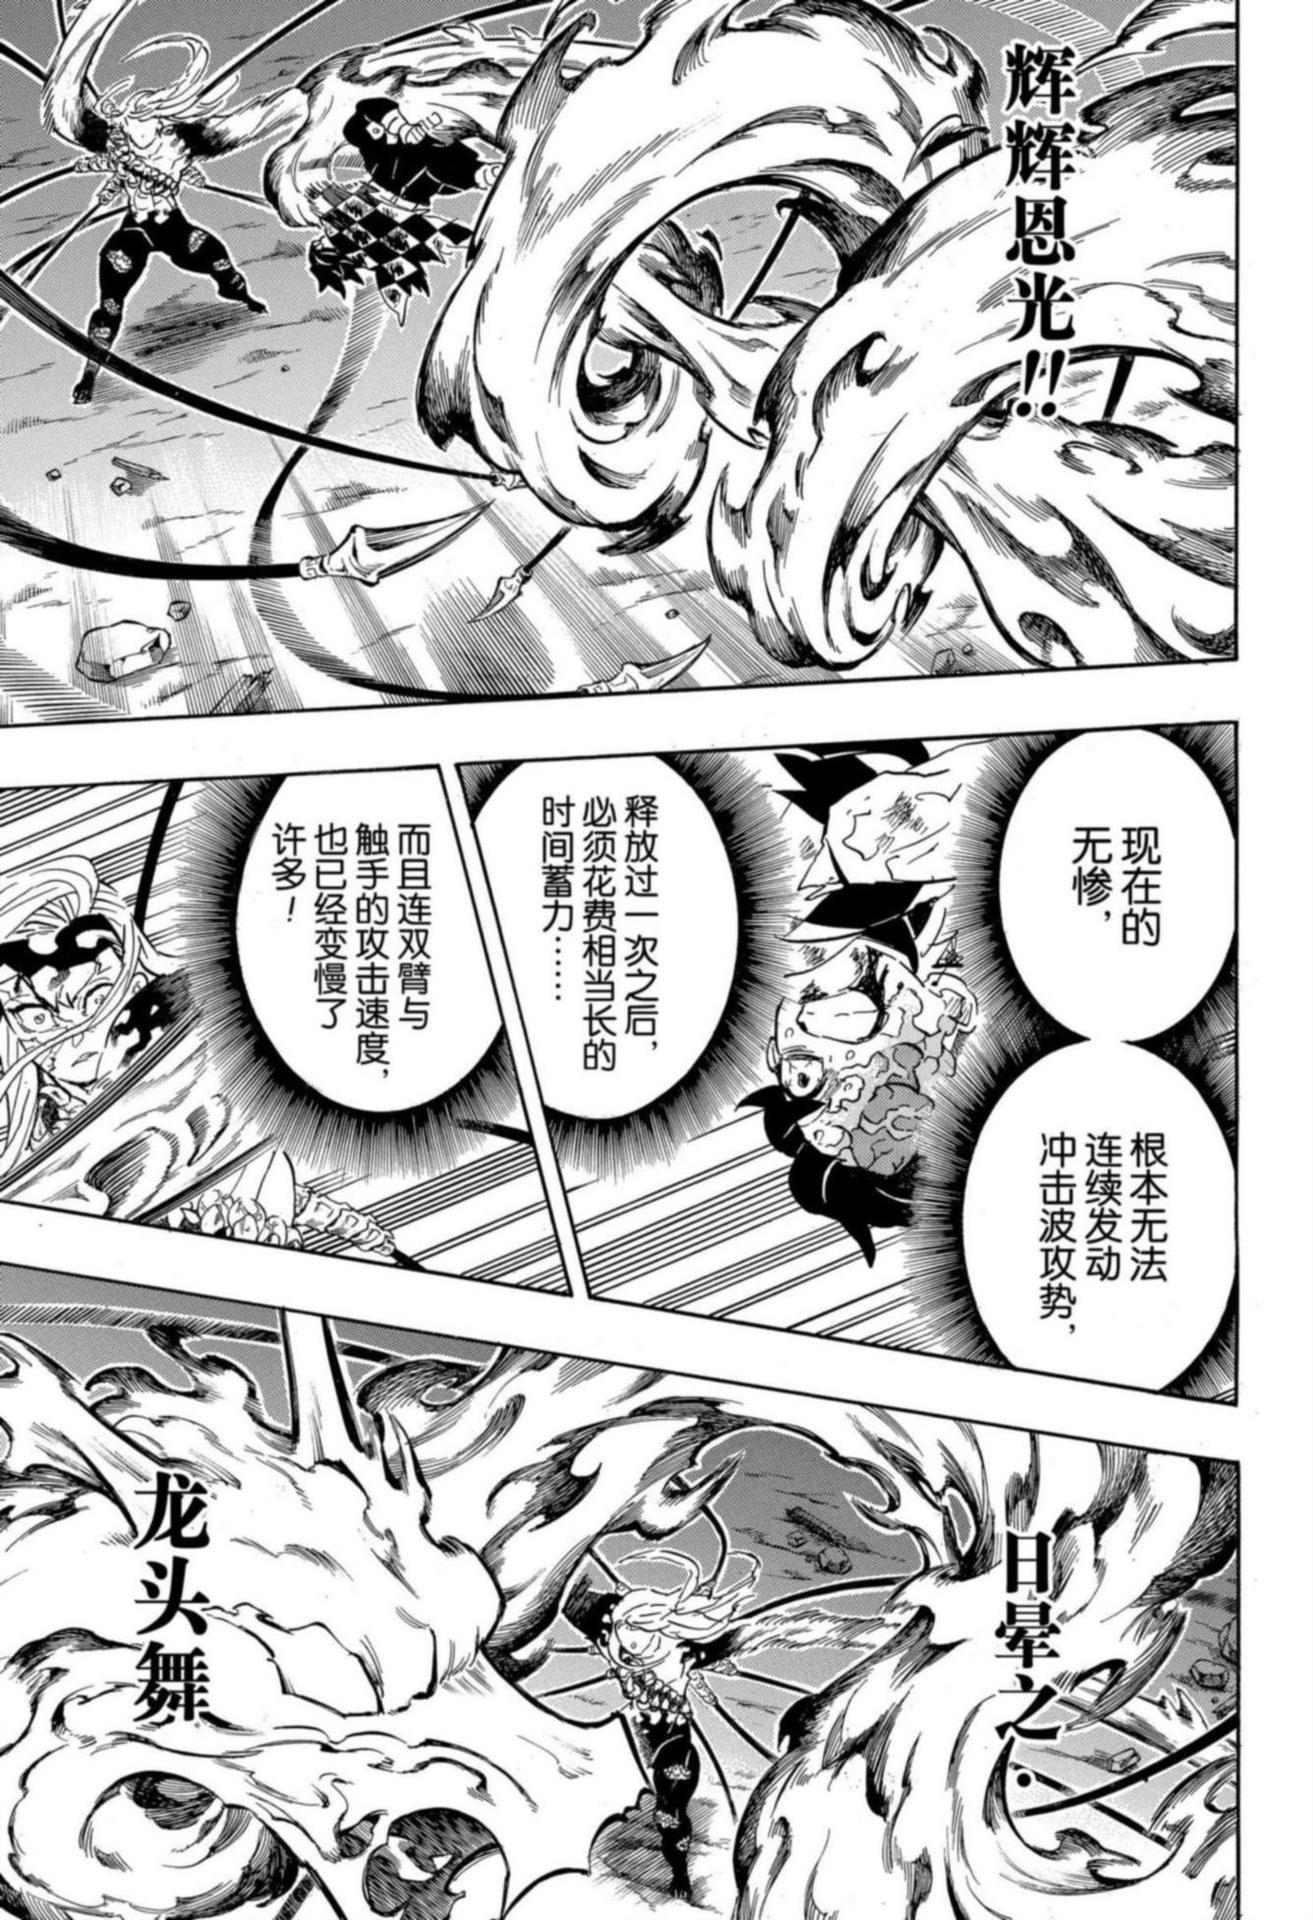 辉辉恩光!!
现在的
无惨，
根本无法
连续发动
冲击波攻势，
释放过一次之后，
必须花费相当长的
时间蓄力……
而且连双臂与
触手的攻击速度，
也已经变慢了
许多！
日晕之·
龙头舞